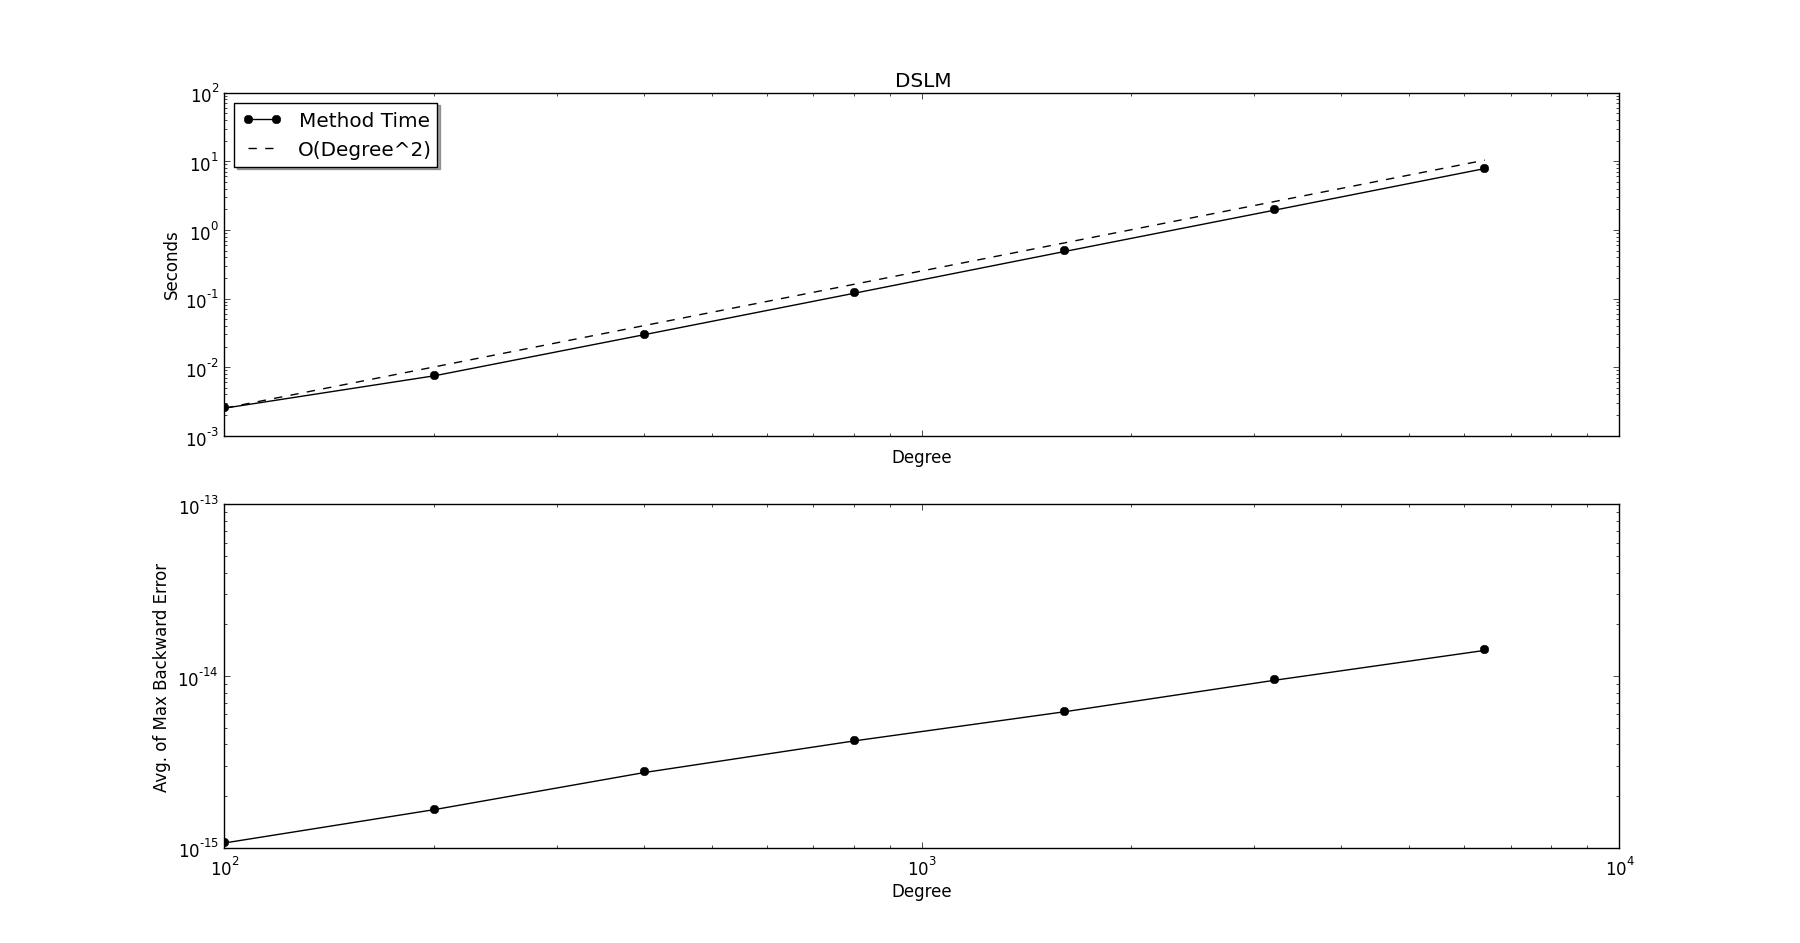 DSLM
10^2
Method Time
O(Degree^2)
10^1
10^0
Seconds
10^-1
10^-2
10^-3
Degree
10^-13
Avg. of Max Backward Error
10^-14
10^-15
10^2 10^3 10^4
Degree